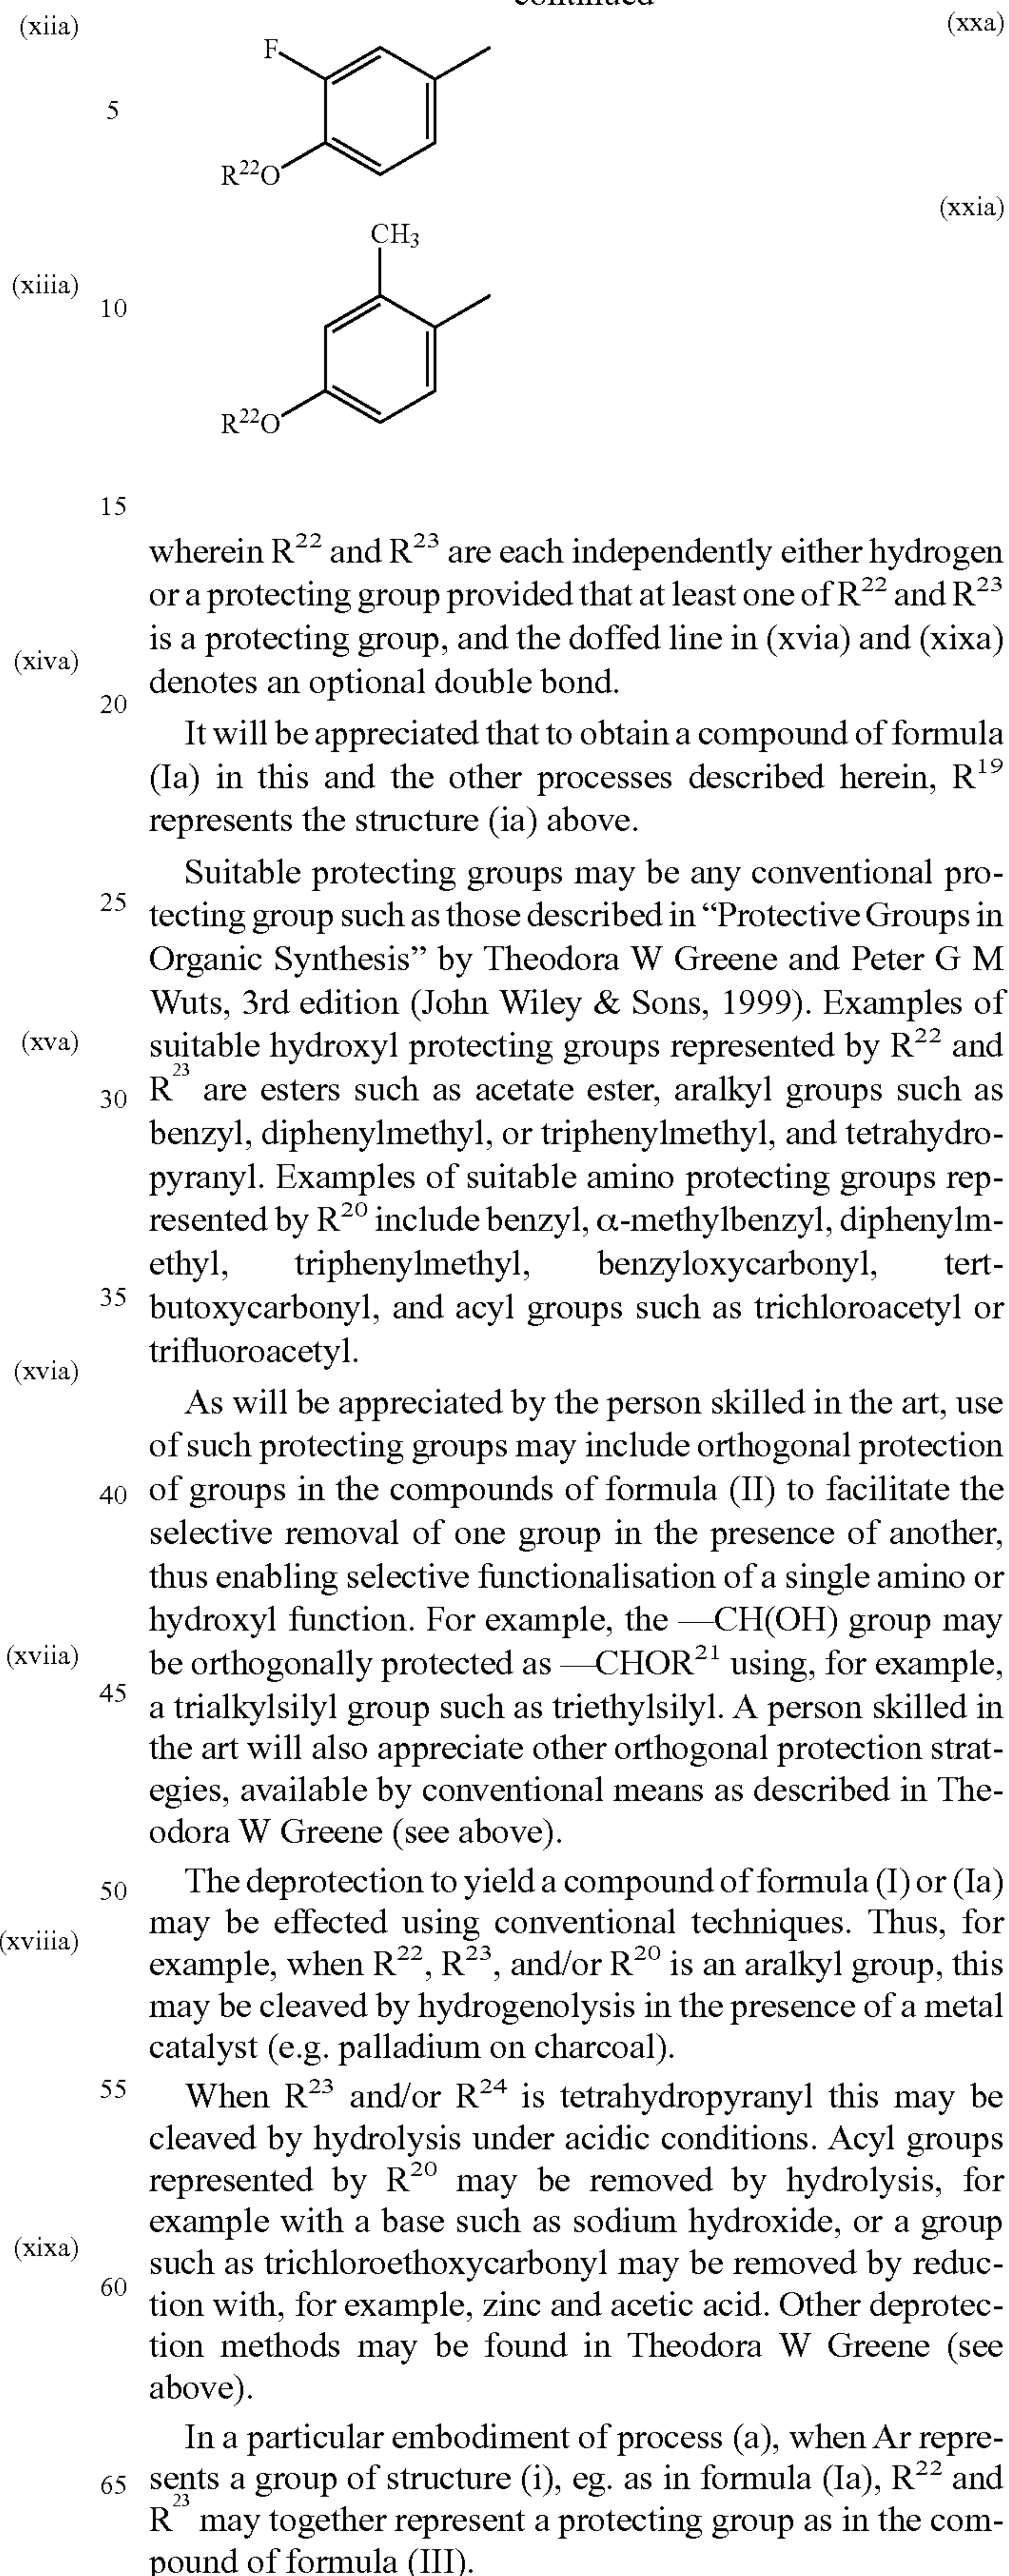 continued
(xiia)
(xxa)
F
5
R²²O
(xxia)
CH₃
(xiiia)
10
R²²O
15
wherein R²² and R²³ are each independently either hydrogen
or a protecting group provided that at least one of R²² and R²³
is a protecting group, and the doffed line in (xvia) and (xixa)
(xiva)
denotes an optional double bond.
20
It will be appreciated that to obtain a compound of formula
(Ia) in this and the other processes described herein, R¹⁹
represents the structure (ia) above.
Suitable protecting groups may be any conventional pro-
25
tecting group such as those described in “Protective Groups in
Organic Synthesis” by Theodora W Greene and Peter G M
Wuts, 3rd edition (John Wiley & Sons, 1999). Examples of
(xva)
suitable hydroxyl protecting groups represented by R²² and
30
R²³ are esters such as acetate ester, aralkyl groups such as
benzyl, diphenylmethyl, or triphenylmethyl, and tetrahydro-
pyranyl. Examples of suitable amino protecting groups rep-
resented by R²⁰ include benzyl, α-methylbenzyl, diphenylm-
ethyl, triphenylmethyl, benzyloxycarbonyl, tert-
35
butoxycarbonyl, and acyl groups such as trichloroacetyl or
trifluoroacetyl.
(xvia)
As will be appreciated by the person skilled in the art, use
of such protecting groups may include orthogonal protection
40
of groups in the compounds of formula (II) to facilitate the
selective removal of one group in the presence of another,
thus enabling selective functionalisation of a single amino or
hydroxyl function. For example, the —CH(OH) group may
(xviia)
be orthogonally protected as —CHOR²¹ using, for example,
45
a trialkylsilyl group such as triethylsilyl. A person skilled in
the art will also appreciate other orthogonal protection strat-
egies, available by conventional means as described in The-
odora W Greene (see above).
50
The deprotection to yield a compound of formula (I) or (Ia)
may be effected using conventional techniques. Thus, for
(xviiia)
example, when R²², R²³, and/or R²⁰ is an aralkyl group, this
may be cleaved by hydrogenolysis in the presence of a metal
catalyst (e.g. palladium on charcoal).
55
When R²³ and/or R²⁴ is tetrahydropyranyl this may be
cleaved by hydrolysis under acidic conditions. Acyl groups
represented by R²⁰ may be removed by hydrolysis, for
example with a base such as sodium hydroxide, or a group
(xixa)
such as trichloroethoxycarbonyl may be removed by reduc-
60
tion with, for example, zinc and acetic acid. Other deprotec-
tion methods may be found in Theodora W Greene (see
above).
In a particular embodiment of process (a), when Ar repre-
65
sents a group of structure (i), eg. as in formula (Ia), R²² and
R²³ may together represent a protecting group as in the com-
pound of formula (III).